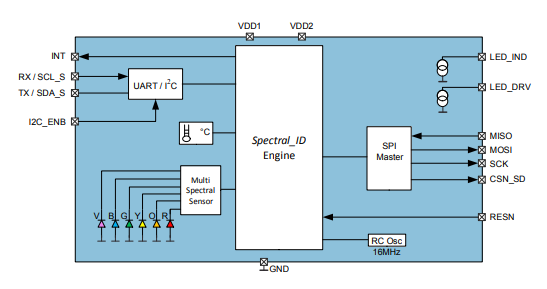 VDD1 VDD2
INT
RX / SCL_S
TX / SDA_S
I2C_ENB
UART / I²C
°C
Spectral_ID
Engine
Multi
Spectral
Sensor
V B G Y O R
SPI
Master
RC Osc
16MHz
LED_IND
LED_DRV
MISO
MOSI
SCK
CSN_SD
RESN
GND